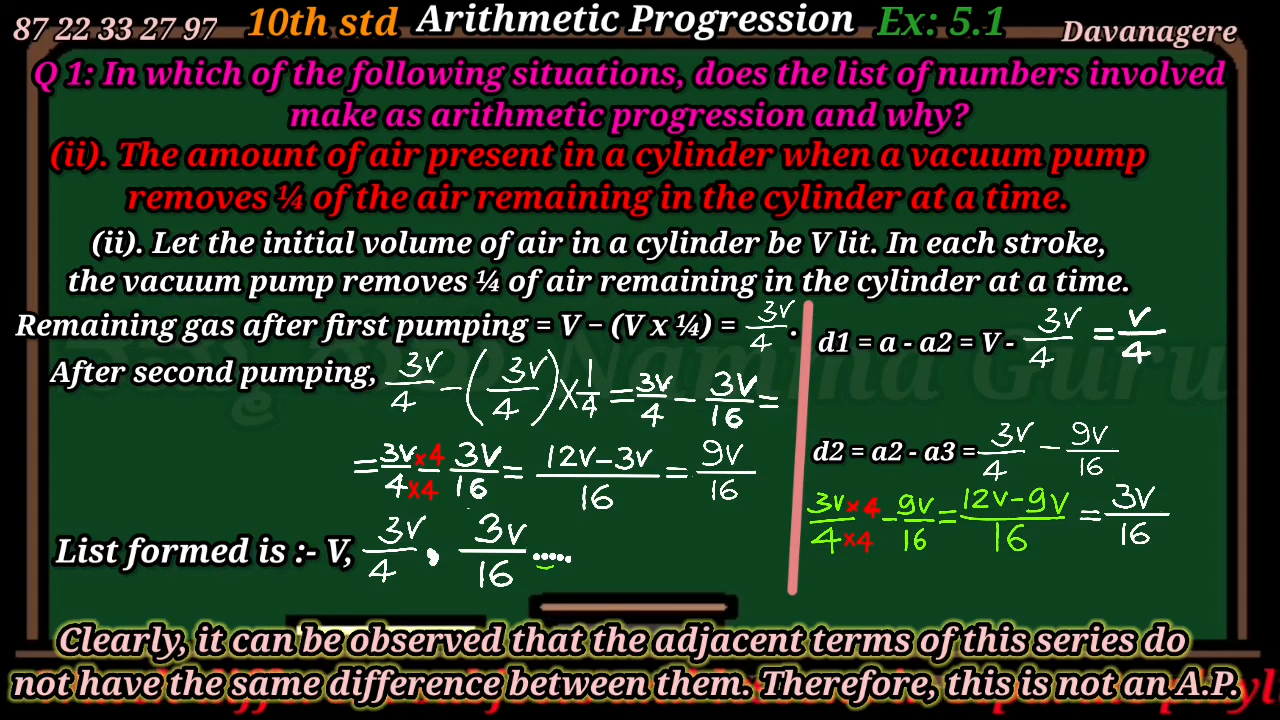 87 22 33 27 97 10th std Arithmetic Progression Ex: 5.1 Davanagere
Q 1: In which of the following situations, does the list of numbers involved
make as arithmetic progression and why?
(ii). The amount of air present in a cylinder when a vacuum pump
removes ¼ of the air remaining in the cylinder at a time.
(ii). Let the initial volume of air in a cylinder be V lit. In each stroke,
the vacuum pump removes ¼ of air remaining in the cylinder at a time.
Remaining gas after first pumping = V − (V x ¼) = 3V/4.
After second pumping, 3V/4 − (3V/4) × 1/4 = 3V/4 − 3V/16 =
= 3V×4/4×4 − 3V/16 = 12V−3V/16 = 9V/16
List formed is :- V, 3V/4, 3V/16 .....
d1 = a - a2 = V - 3V/4 = V/4
d2 = a2 - a3 = 3V/4 − 9V/16
3V×4/4×4 − 9V/16 = 12V−9V/16 = 3V/16
Clearly, it can be observed that the adjacent terms of this series do
not have the same difference between them. Therefore, this is not an A.P.